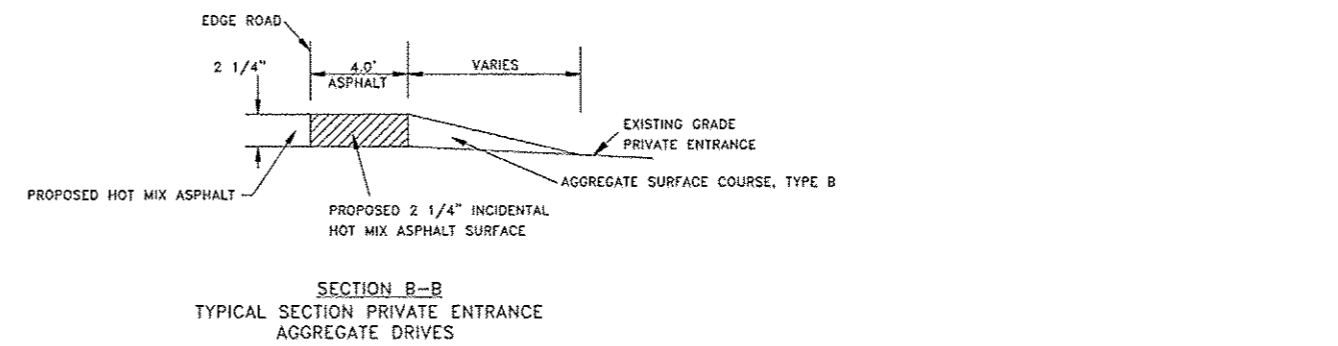 EDGE ROAD
2 1/4"
4.0'
ASPHALT
VARIES
EXISTING GRADE
PRIVATE ENTRANCE
AGGREGATE SURFACE COURSE, TYPE B
PROPOSED HOT MIX ASPHALT
PROPOSED 2 1/4" INCIDENTAL
HOT MIX ASPHALT SURFACE
SECTION B-B
TYPICAL SECTION PRIVATE ENTRANCE
AGGREGATE DRIVES